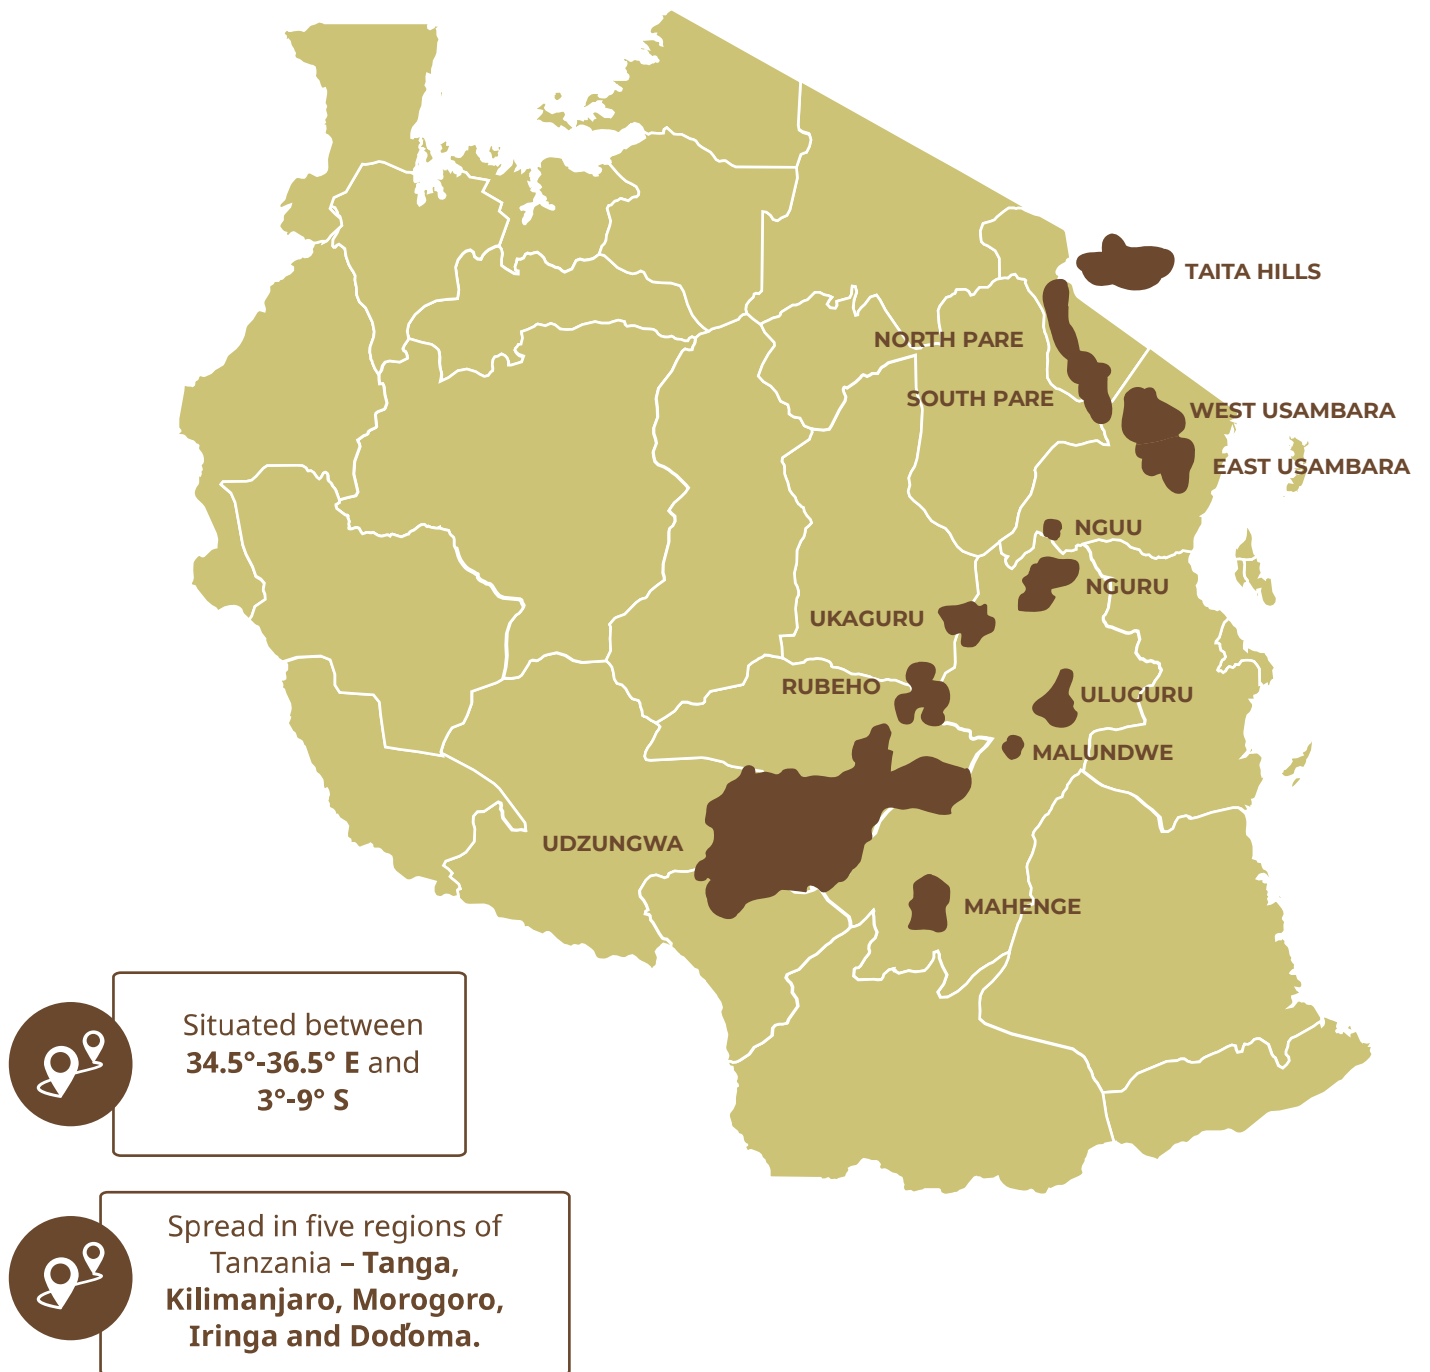 TAITA HILLS
NORTH PARE
SOUTH PARE
WEST USAMBARA
EAST USAMBARA
NGUU
NGURU
UKAGURU
RUBEHO
ULUGURU
MALUNDWE
UDZUNGWA
MAHENGE
Situated between
34.5°-36.5° E and
3°-9° S
Spread in five regions of
Tanzania – Tanga,
Kilimanjaro, Morogoro,
Iringa and Dodoma.